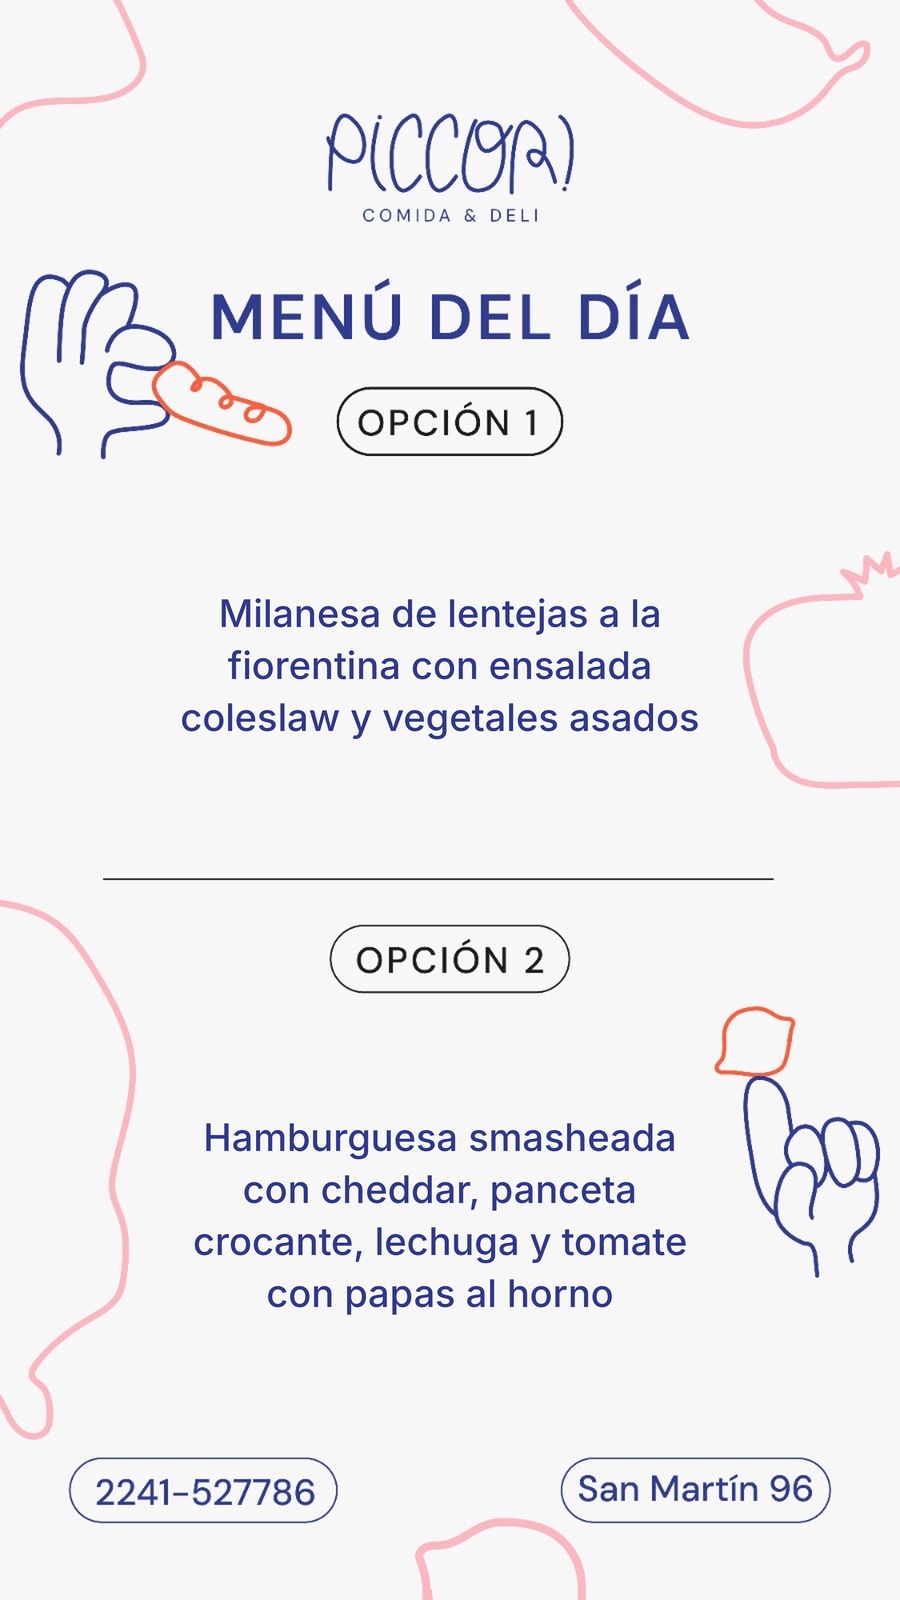 PiCCOR!
COMIDA & DELI
MENÚ DEL DÍA
OPCIÓN 1
Milanesa de lentejas a la
fiorentina con ensalada
coleslaw y vegetales asados
OPCIÓN 2
Hamburguesa smasheada
con cheddar, panceta
crocante, lechuga y tomate
con papas al horno
2241-527786
San Martín 96